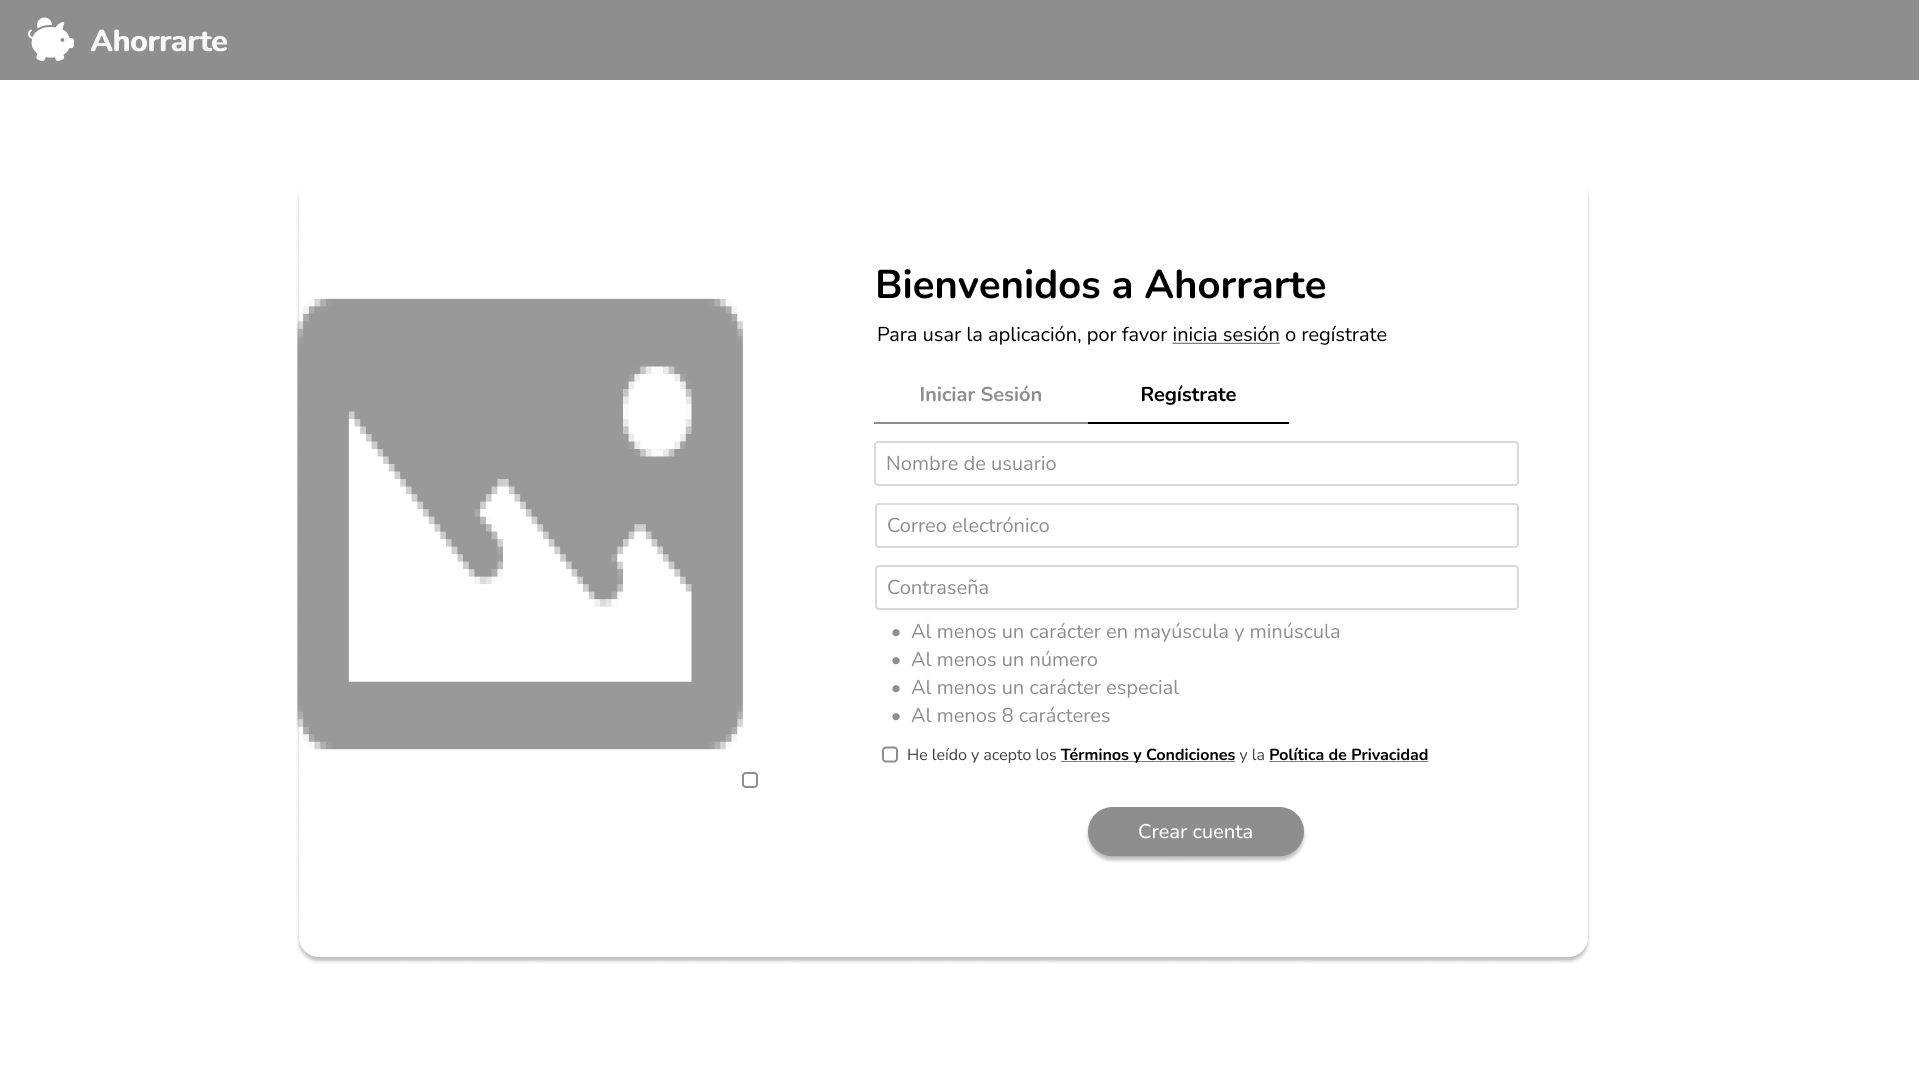 Ahorrarte
Bienvenidos a Ahorrarte
Para usar la aplicación, por favor inicia sesión o regístrate
Iniciar Sesión
Regístrate
Nombre de usuario
Correo electrónico
Contraseña
• Al menos un carácter en mayúscula y minúscula
• Al menos un número
• Al menos un carácter especial
• Al menos 8 carácteres
He leído y acepto los Términos y Condiciones y la Política de Privacidad
Crear cuenta